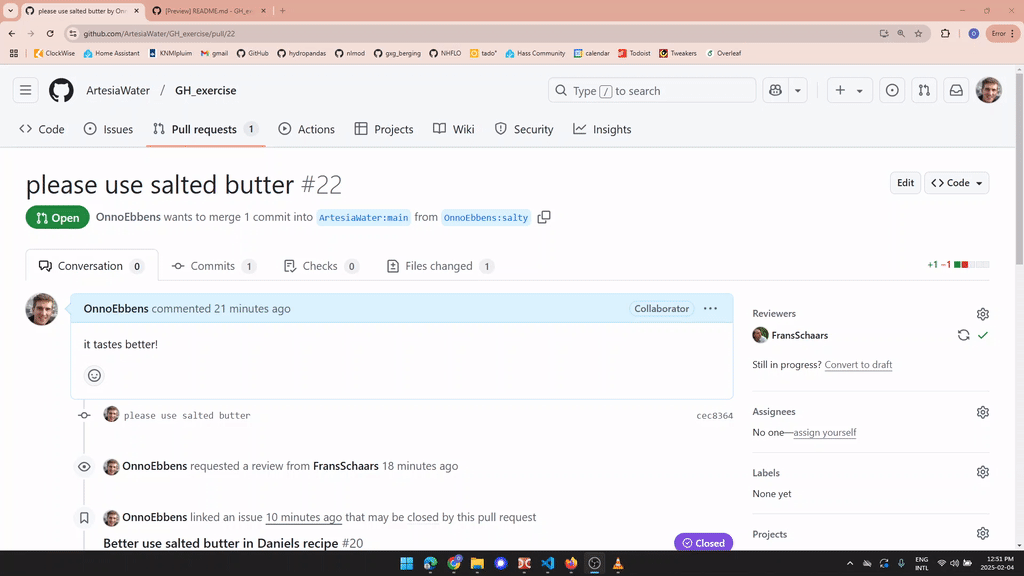 please use salted butter by Onn
[Preview] README.md - GH_ex
github.com/ArtesiaWater/GH_exercise/pull/22
Error
ClockWise
Home Assistant
KNMIpluim
gmail
GitHub
hydropandas
nlmod
gxg_berging
NHFLO
tado°
Hass Community
calendar
Todoist
Tweakers
Overleaf
ArtesiaWater / GH_exercise
Type / to search
Code
Issues
Pull requests 1
Actions
Projects
Wiki
Security
Insights
please use salted butter #22
Edit
<> Code
Open
OnnoEbbens wants to merge 1 commit into ArtesiaWater:main from OnnoEbbens:salty
Conversation 0
Commits 1
Checks 0
Files changed 1
+1 −1
OnnoEbbens commented 21 minutes ago
Collaborator
it tastes better!
please use salted butter
cec8364
OnnoEbbens requested a review from FransSchaars 18 minutes ago
OnnoEbbens linked an issue 10 minutes ago that may be closed by this pull request
Better use salted butter in Daniels recipe #20
Closed
Reviewers
FransSchaars
Still in progress? Convert to draft
Assignees
No one—assign yourself
Labels
None yet
Projects
ENG
INTL
12:51 PM
2025-02-04